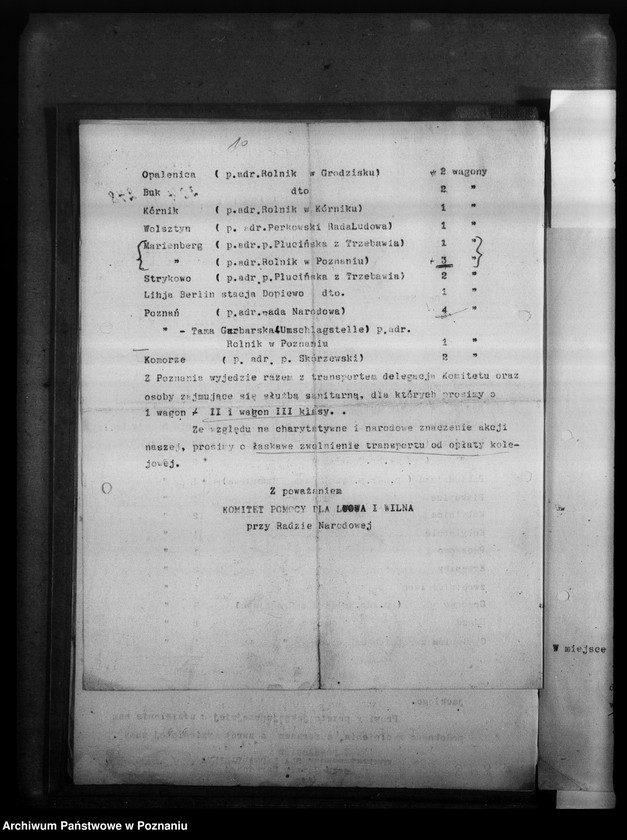 10
Opalenica ( p.adr.Rolnik w Grodzisku) 2 wagony
Buk dto 2 "
Kórnik ( p.adr.Rolnik w Kórniku) 1 "
Wolsztyn ( p. adr.Perkowski RadaLudowa) 1 "
Marienberg ( p.adr.p.Plucińska z Trzebawia) 1 "
" ( p.adr.Rolnik w Poznaniu) 3 "
Strykowo ( p.adr p.Plucińska z Trzebawia) 2 "
Linja Berlin stacja Dopiewo dto. 1 "
Poznań ( p.adr.Rada Narodowa) 4 "
" - Tama Garbarska(Umschlagstelle) p.adr.
Rolnik w Poznaniu 1 "
Komorze ( p. adr. p. Skórzewski) 2 "
Z Poznania wyjedzie razem z transportem delegacja Komitetu oraz
osoby zajmujące się służbą sanitarną, dla których prosimy o
1 wagon / II i wagon III klasy. .
Ze względu na charytatywne i narodowe znaczenie akcji
naszej, prosimy o łaskawe zwolnienie transportu od opłaty kole-
jowej.
Z poważaniem
KOMITET POMOCY DLA LWOWA I WILNA
przy Radzie Narodowej
W miejsce
Archiwum Państwowe w Poznaniu